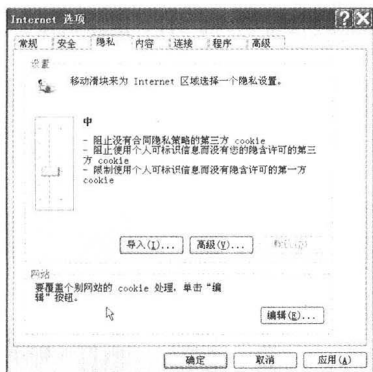 Internet 选项
常规 安全 隐私 内容 连接 程序 高级
设置
移动滑块来为 Internet 区域选择一个隐私设置。
中
- 阻止没有合同隐私策略的第三方 cookie
- 阻止使用个人可标识信息而没有您的隐含许可的第三
方 cookie
- 限制使用个人可标识信息而没有隐含许可的第一方
cookie
导入(I)... 高级(V)...
网站
要覆盖个别网站的 cookie 处理，单击“编
辑”按钮。
编辑(E)...
确定 取消 应用(A)